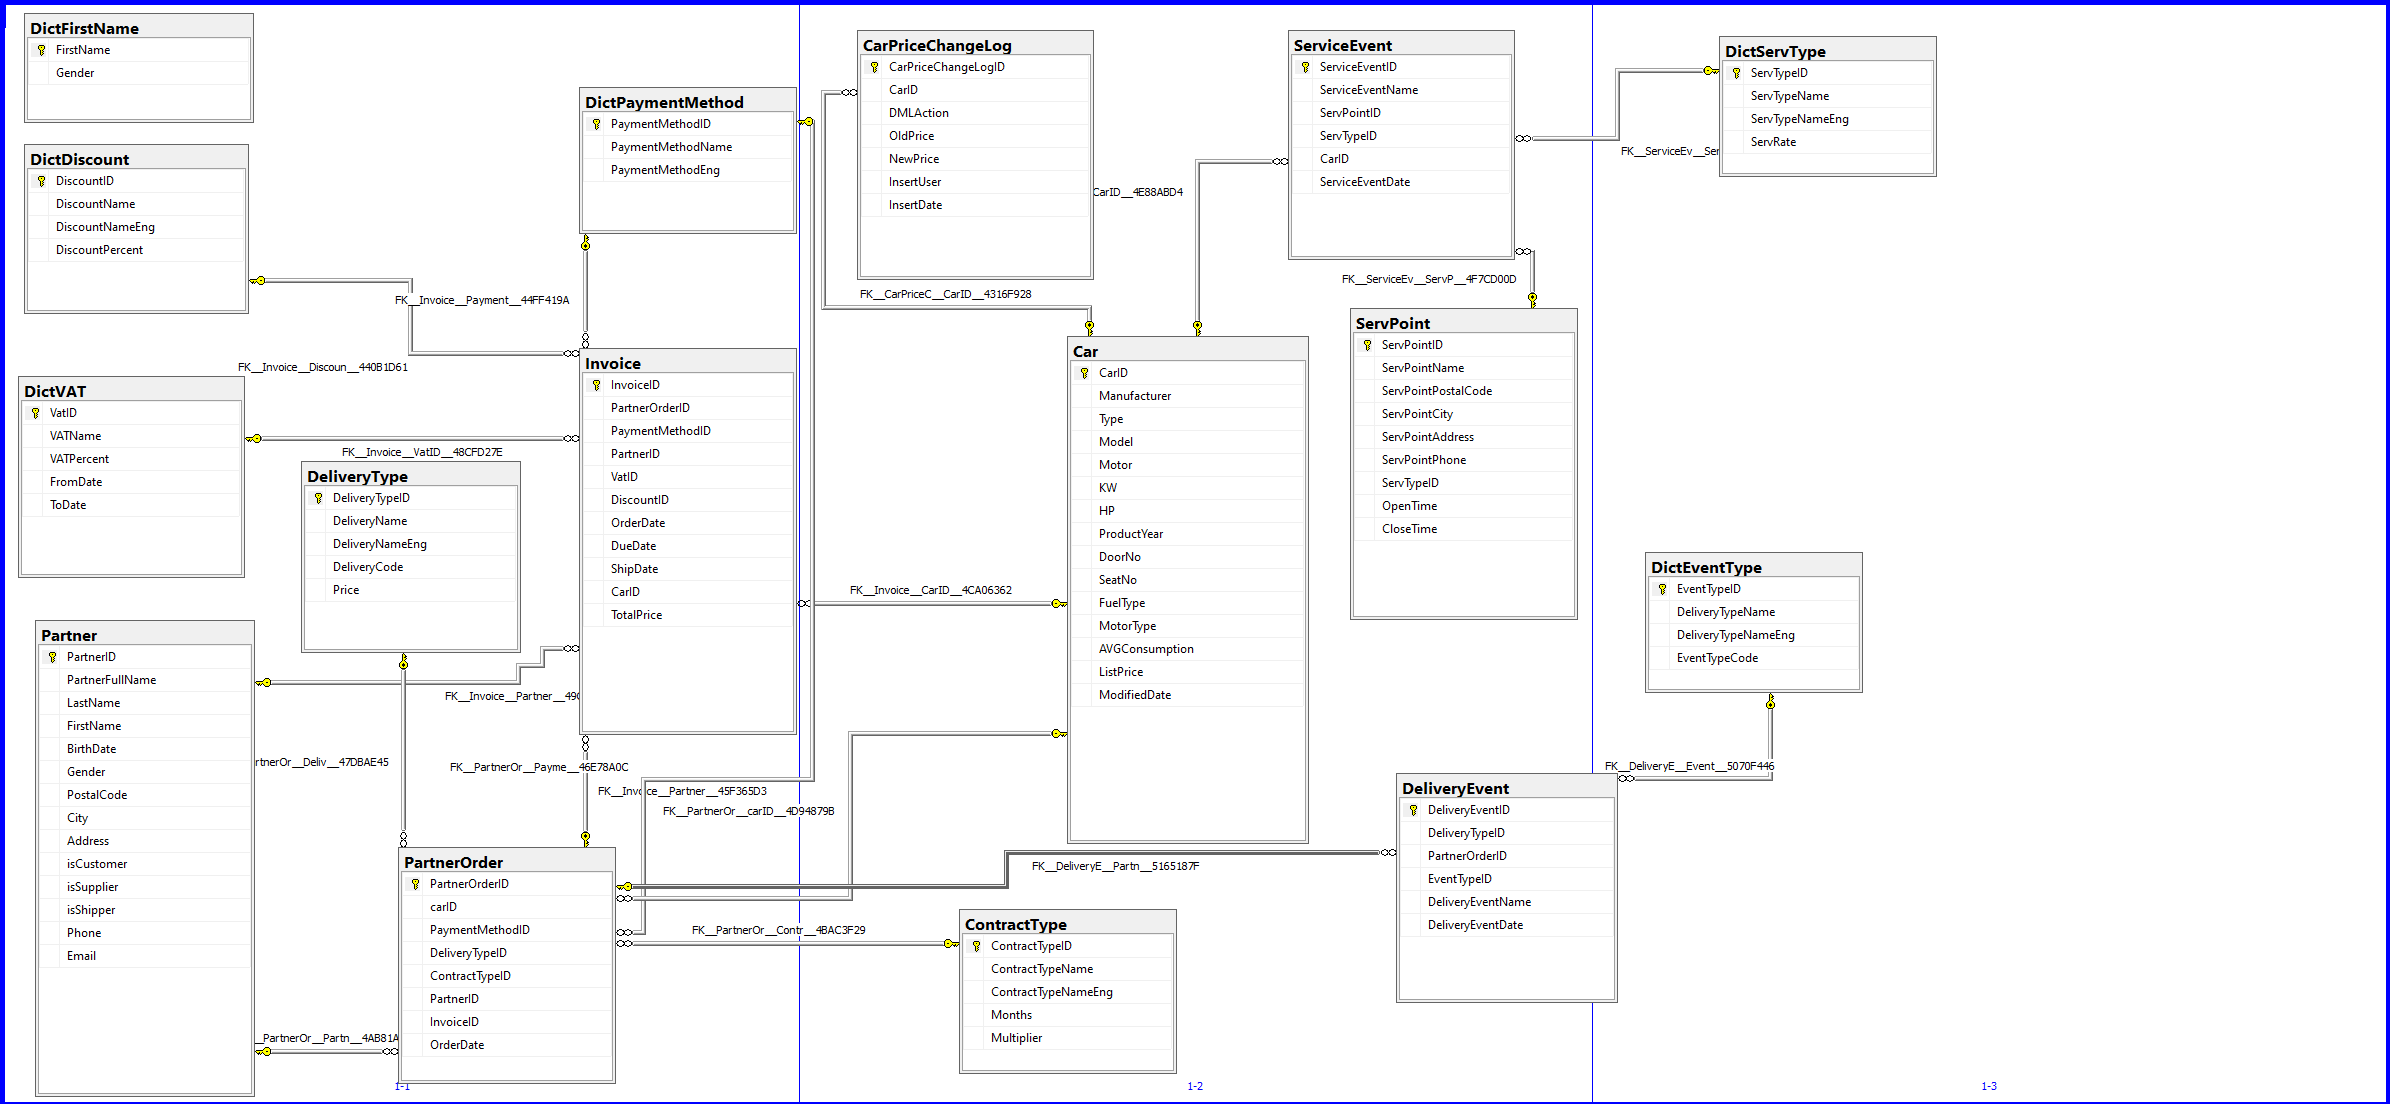 DictFirstName
FirstName
Gender
DictDiscount
DiscountID
DiscountName
DiscountNameEng
DiscountPercent
DictVAT
VatID
VATName
VATPercent
FromDate
ToDate
DeliveryType
DeliveryTypeID
DeliveryName
DeliveryNameEng
DeliveryCode
Price
Partner
PartnerID
PartnerFullName
LastName
FirstName
BirthDate
Gender
PostalCode
City
Address
isCustomer
isSupplier
isShipper
Phone
Email
DictPaymentMethod
PaymentMethodID
PaymentMethodName
PaymentMethodEng
FK__Invoice__Payment__44FF419A
FK__Invoice__Discoun__440B1D61
FK__Invoice__VatID__48CFD27E
Invoice
InvoiceID
PartnerOrderID
PaymentMethodID
PartnerID
VatID
DiscountID
OrderDate
DueDate
ShipDate
CarID
TotalPrice
FK__Invoice__Partner__49C
rtnerOr__Deliv__47DBAE45
FK__PartnerOr__Payme__46E78A0C
FK__Invoice__Partner__45F365D3
FK__PartnerOr__carID__4D94879B
PartnerOrder
PartnerOrderID
carID
PaymentMethodID
DeliveryTypeID
ContractTypeID
PartnerID
InvoiceID
OrderDate
__PartnerOr__Partn__4AB81A
1-1
CarPriceChangeLog
CarPriceChangeLogID
CarID
DMLAction
OldPrice
NewPrice
InsertUser
InsertDate
CarID__4E88ABD4
FK__CarPriceC__CarID__4316F928
FK__Invoice__CarID__4CA06362
Car
CarID
Manufacturer
Type
Model
Motor
KW
HP
ProductYear
DoorNo
SeatNo
FuelType
MotorType
AVGConsumption
ListPrice
ModifiedDate
FK__DeliveryE__Partn__5165187F
FK__PartnerOr__Contr__4BAC3F29
ContractType
ContractTypeID
ContractTypeName
ContractTypeNameEng
Months
Multiplier
1-2
ServiceEvent
ServiceEventID
ServiceEventName
ServPointID
ServTypeID
CarID
ServiceEventDate
FK__ServiceEv__ServP__4F7CD00D
ServPoint
ServPointID
ServPointName
ServPointPostalCode
ServPointCity
ServPointAddress
ServPointPhone
ServTypeID
OpenTime
CloseTime
FK__ServiceEv__Ser
DictServType
ServTypeID
ServTypeName
ServTypeNameEng
ServRate
DictEventType
EventTypeID
DeliveryTypeName
DeliveryTypeNameEng
EventTypeCode
FK__DeliveryE__Event__5070F446
DeliveryEvent
DeliveryEventID
DeliveryTypeID
PartnerOrderID
EventTypeID
DeliveryEventName
DeliveryEventDate
1-3